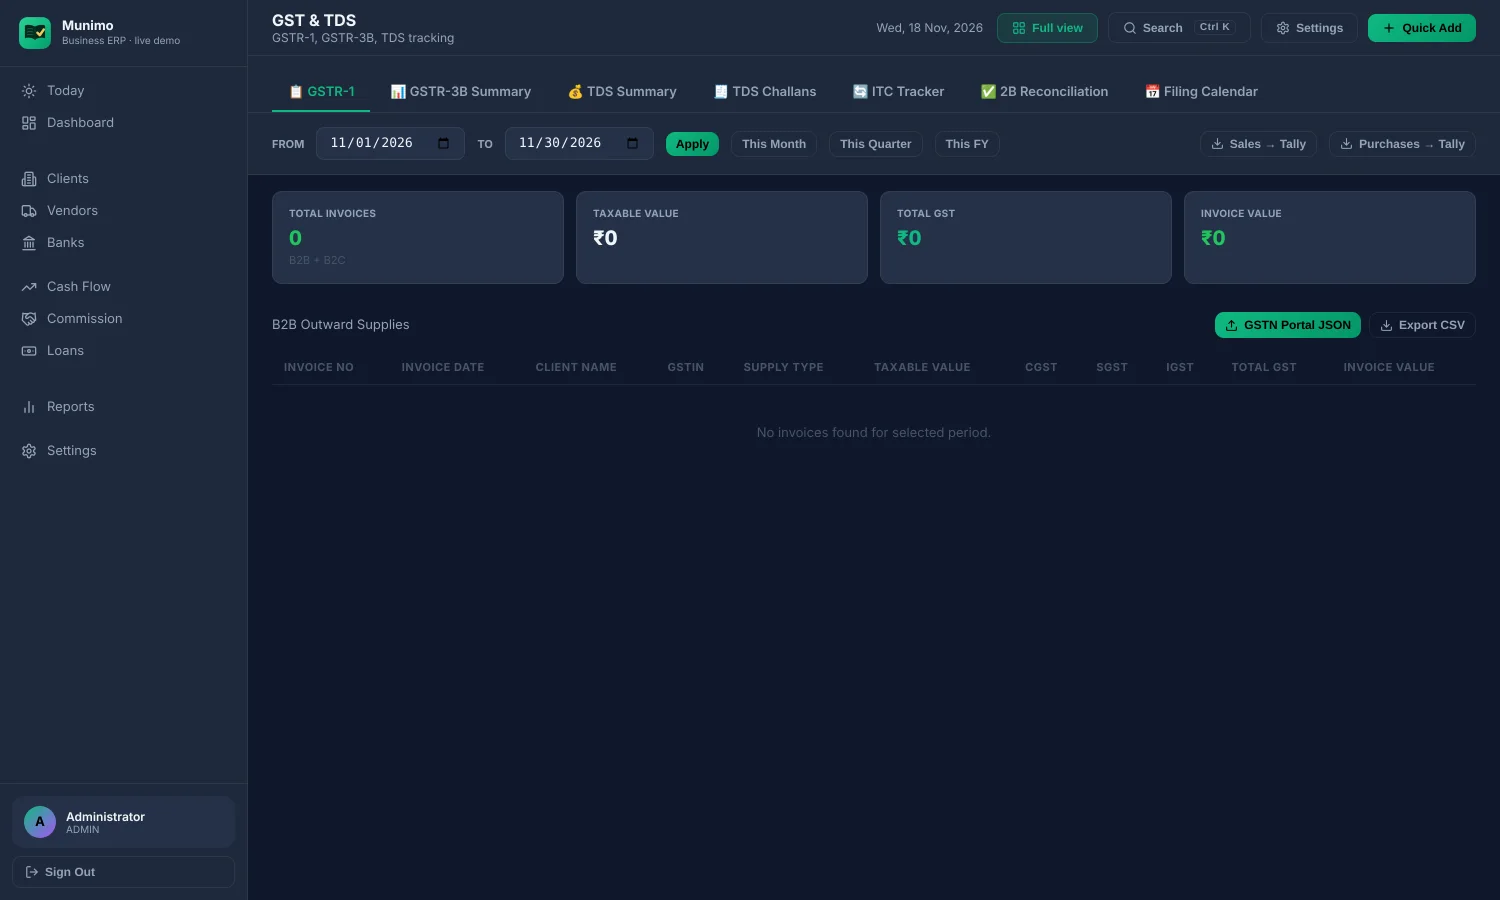 Munimo
Business ERP · live demo
Today
Dashboard
Clients
Vendors
Banks
Cash Flow
Commission
Loans
Reports
Settings
A
Administrator
ADMIN
Sign Out
GST & TDS
GSTR-1, GSTR-3B, TDS tracking
Wed, 18 Nov, 2026
Full view
Search Ctrl K
Settings
Quick Add
GSTR-1
GSTR-3B Summary
TDS Summary
TDS Challans
ITC Tracker
2B Reconciliation
Filing Calendar
FROM 11/01/2026 TO 11/30/2026 Apply This Month This Quarter This FY
Sales → Tally
Purchases → Tally
TOTAL INVOICES
0
B2B + B2C
TAXABLE VALUE
₹0
TOTAL GST
₹0
INVOICE VALUE
₹0
B2B Outward Supplies
GSTN Portal JSON
Export CSV
INVOICE NO INVOICE DATE CLIENT NAME GSTIN SUPPLY TYPE TAXABLE VALUE CGST SGST IGST TOTAL GST INVOICE VALUE
No invoices found for selected period.